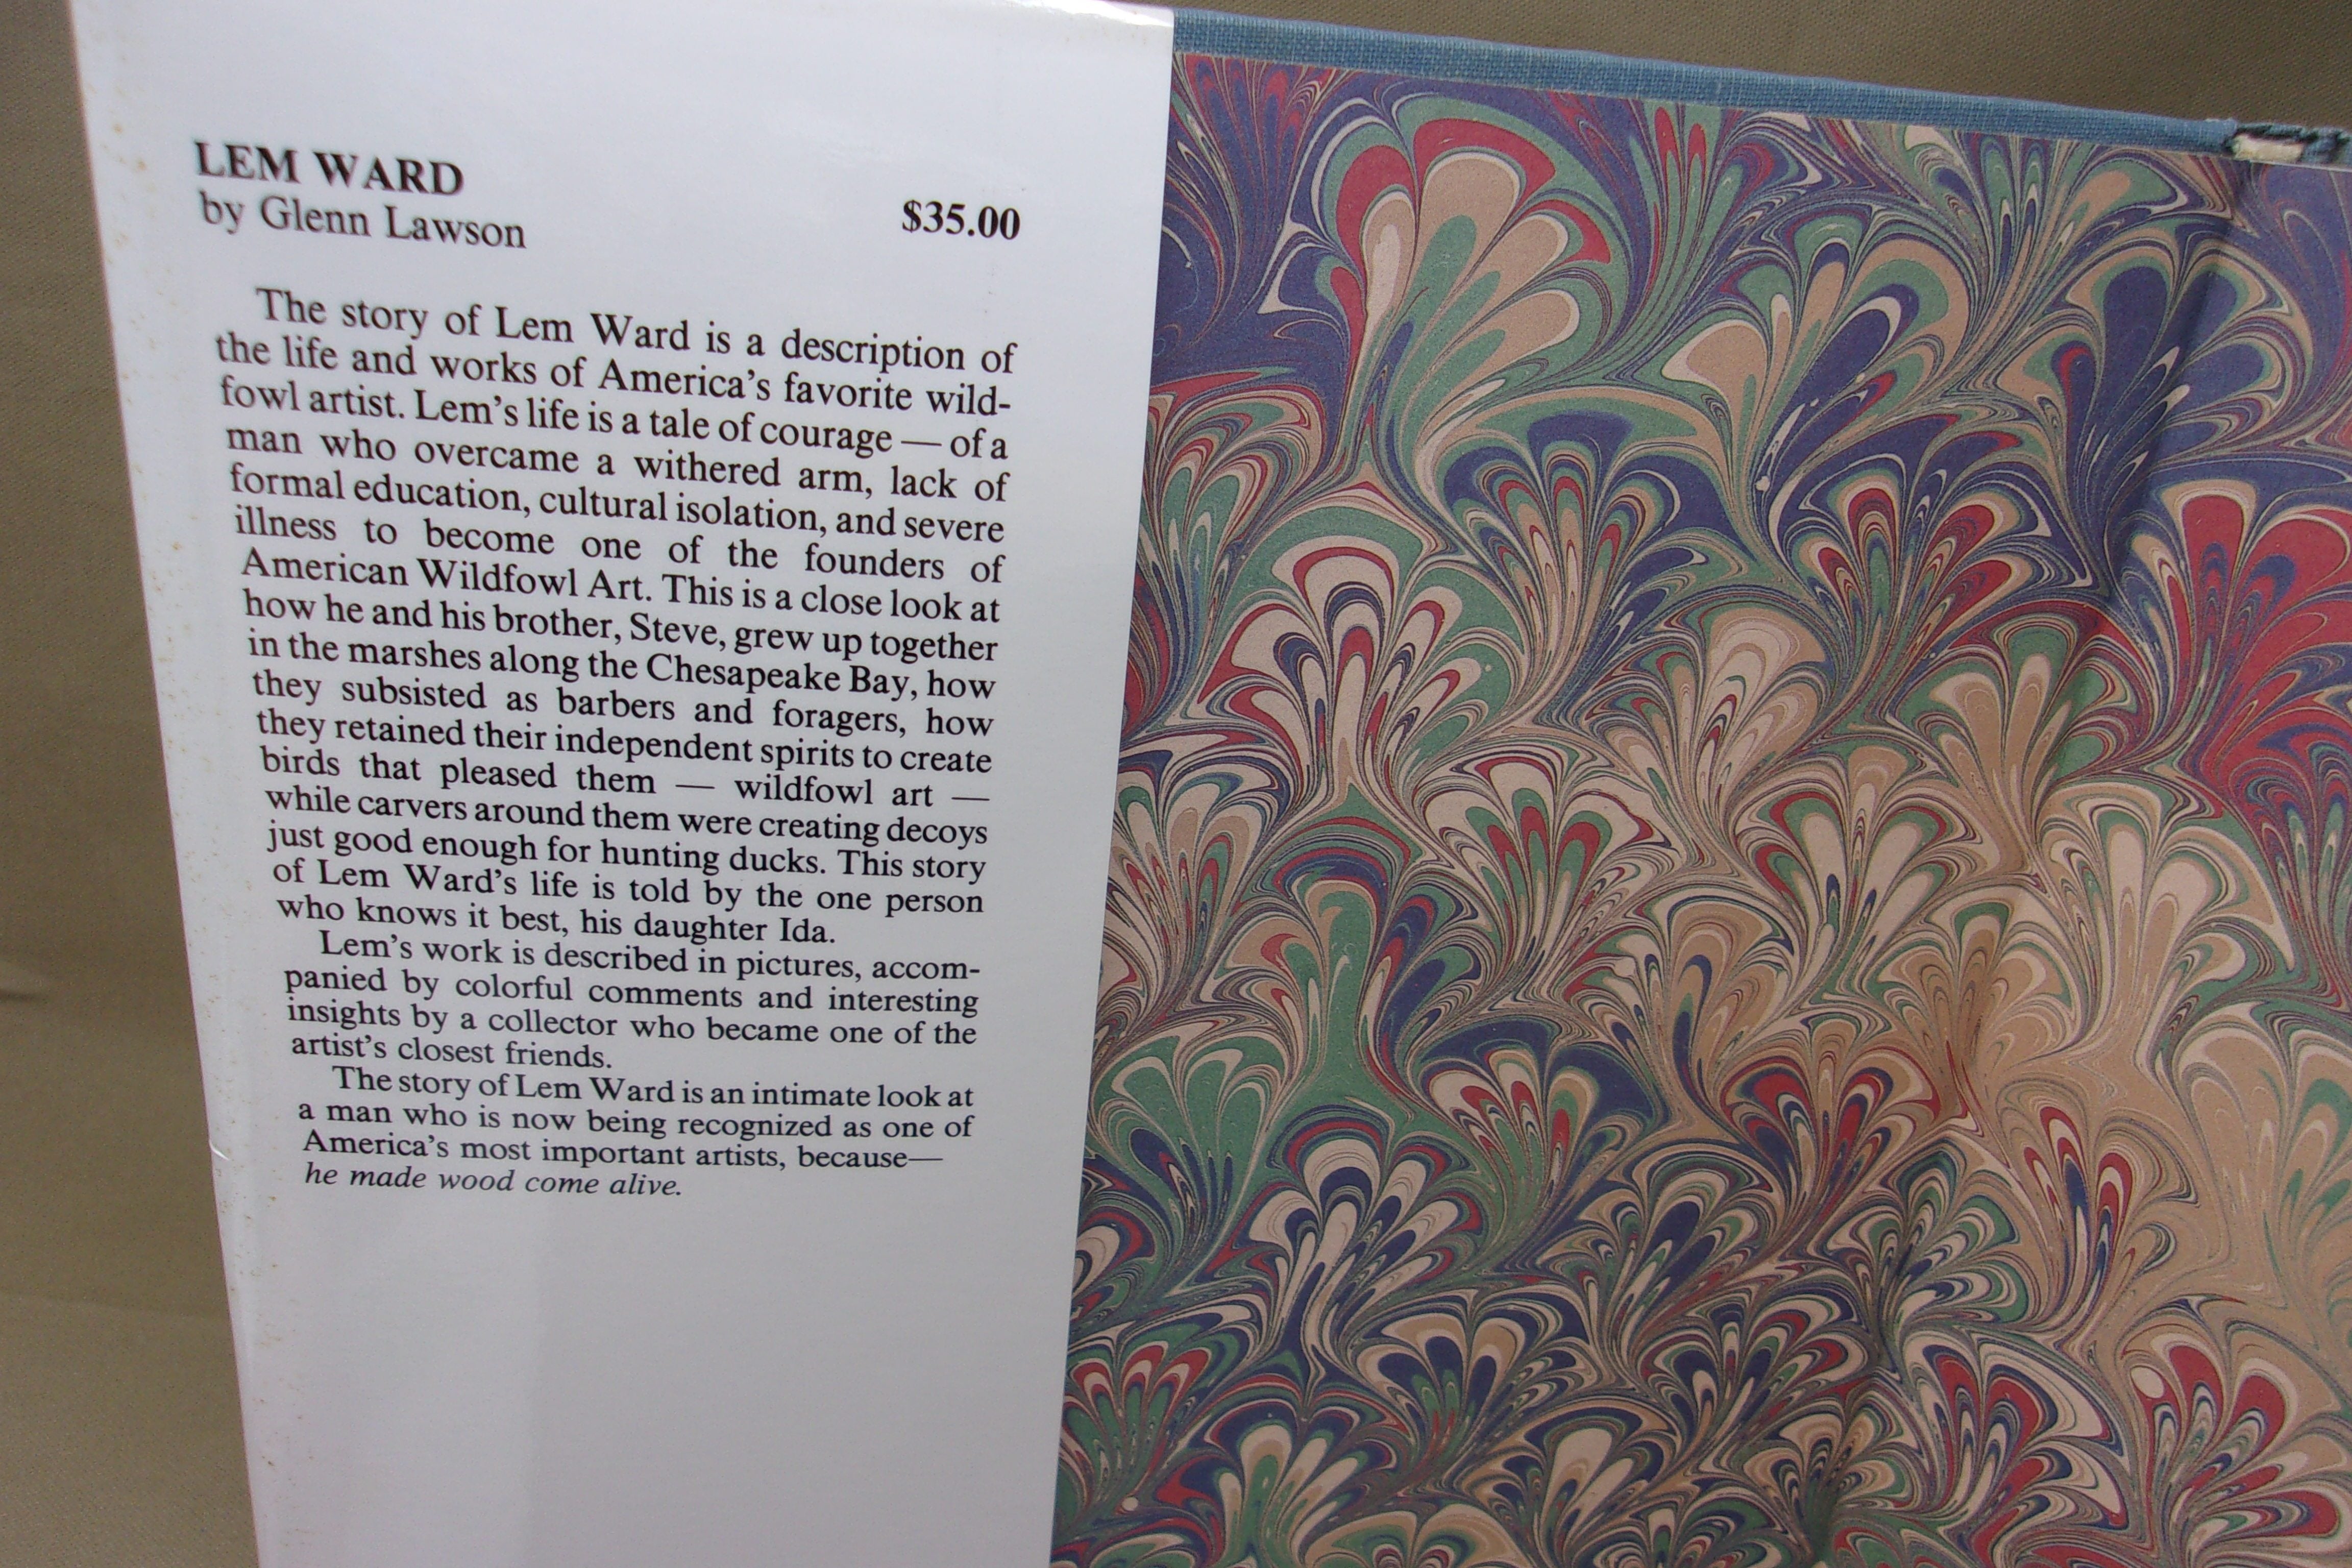 LEM WARD
by Glenn Lawson
$35.00
The story of Lem Ward is a description of
the life and works of America's favorite wild-
fowl artist. Lem's life is a tale of courage — of a
man who overcame a withered arm, lack of
formal education, cultural isolation, and severe
illness to become one of the founders of
American Wildfowl Art. This is a close look at
how he and his brother, Steve, grew up together
in the marshes along the Chesapeake Bay, how
they subsisted as barbers and foragers, how
they retained their independent spirits to create
birds that pleased them — wildfowl art —
while carvers around them were creating decoys
just good enough for hunting ducks. This story
of Lem Ward's life is told by the one person
who knows it best, his daughter Ida.
Lem's work is described in pictures, accom-
panied by colorful comments and interesting
insights by a collector who became one of the
artist's closest friends.
The story of Lem Ward is an intimate look at
a man who is now being recognized as one of
America's most important artists, because—
he made wood come alive.